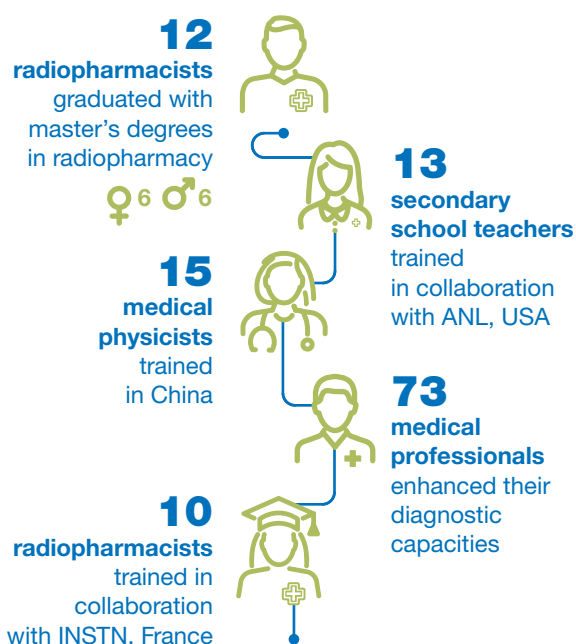 12
radiopharmacists
graduated with
master's degrees
in radiopharmacy
6 6
13
secondary
school teachers
trained
in collaboration
with ANL, USA
15
medical
physicists
trained
in China
73
medical
professionals
enhanced their
diagnostic
capacities
10
radiopharmacists
trained in
collaboration
with INSTN, France